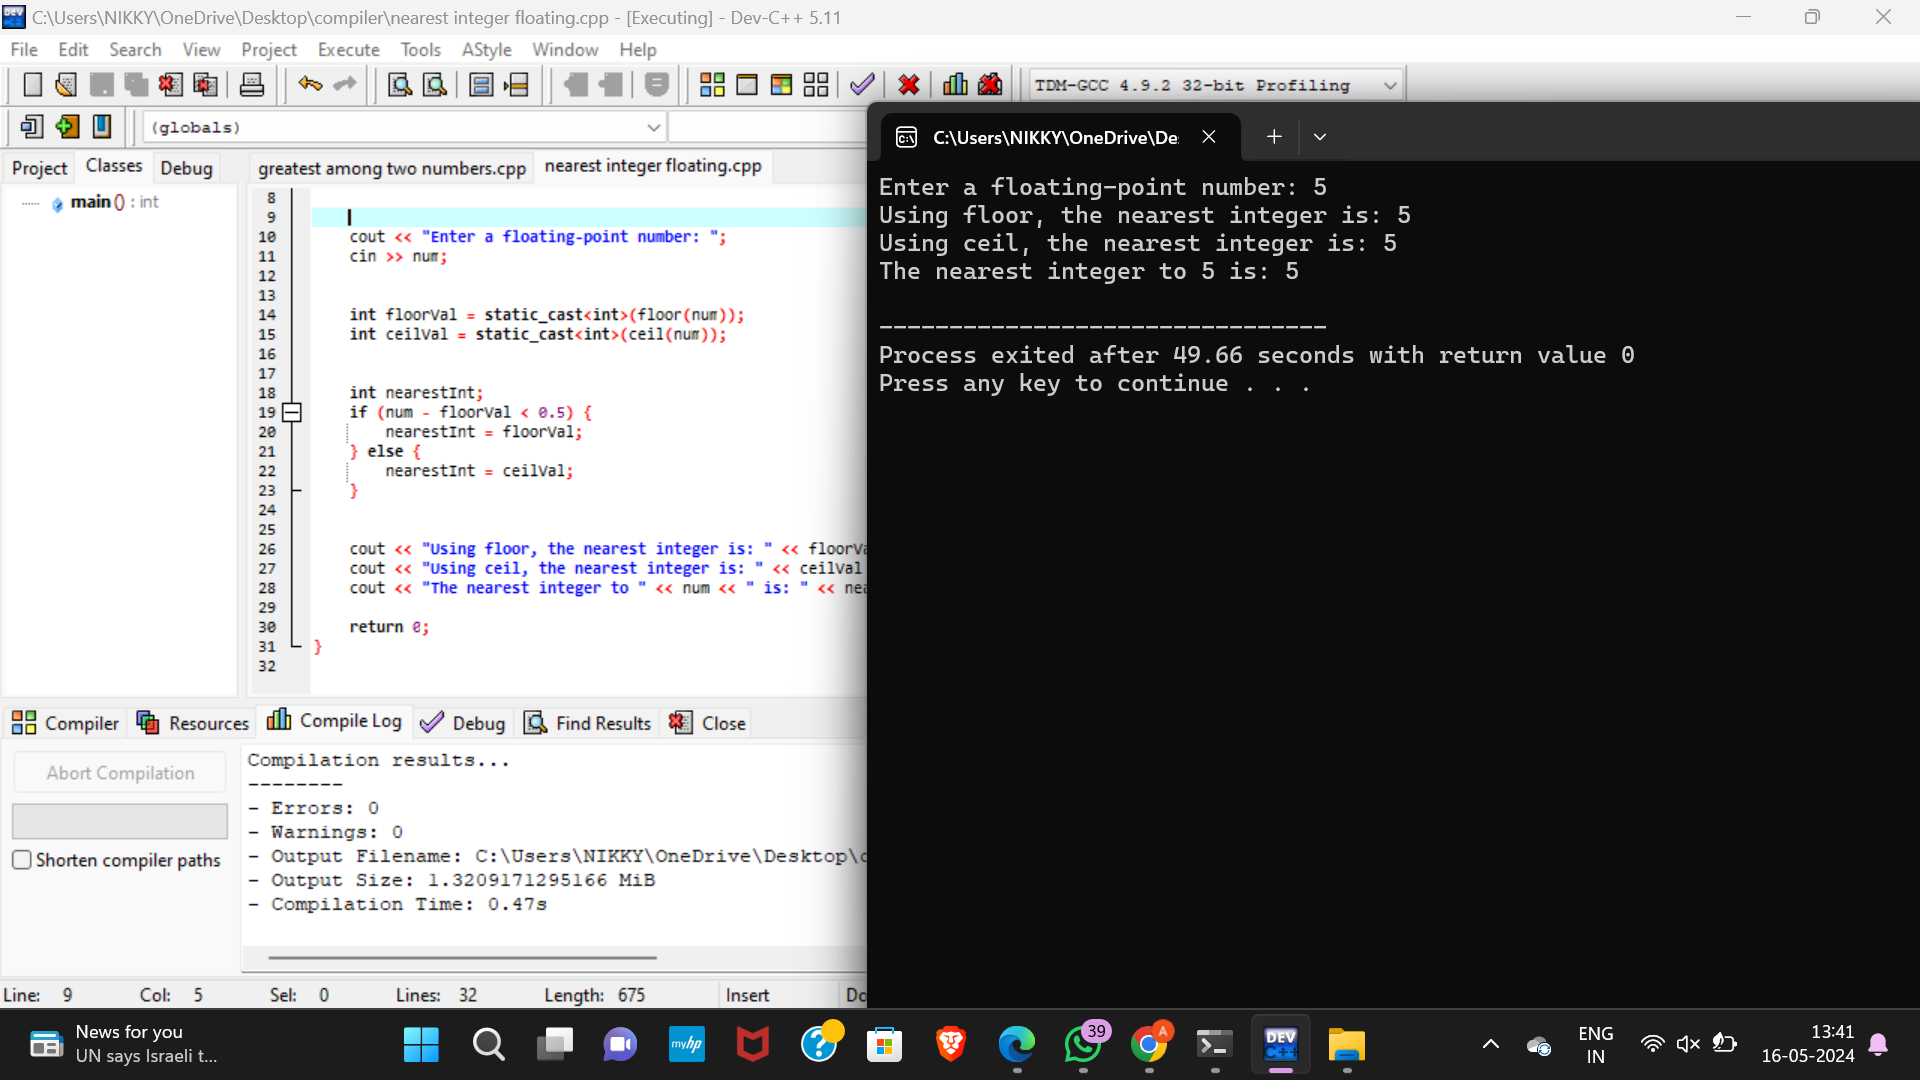 C:\Users\NIKKY\OneDrive\Desktop\compiler\nearest integer floating.cpp - [Executing] - Dev-C++ 5.11
File Edit Search View Project Execute Tools AStyle Window Help
TDM-GCC 4.9.2 32-bit Profiling
(globals)
Project Classes Debug
main () : int
greatest among two numbers.cpp nearest integer floating.cpp
8
9
10 cout << "Enter a floating-point number: ";
11 cin >> num;
12
13
14 int floorVal = static_cast<int>(floor(num));
15 int ceilVal = static_cast<int>(ceil(num));
16
17
18 int nearestInt;
19 if (num - floorVal < 0.5) {
20 nearestInt = floorVal;
21 } else {
22 nearestInt = ceilVal;
23 }
24
25
26 cout << "Using floor, the nearest integer is: " << floorVa
27 cout << "Using ceil, the nearest integer is: " << ceilVal
28 cout << "The nearest integer to " << num << " is: " << nea
29
30 return 0;
31 }
32
C:\Users\NIKKY\OneDrive\De
Enter a floating-point number: 5
Using floor, the nearest integer is: 5
Using ceil, the nearest integer is: 5
The nearest integer to 5 is: 5
--------------------------------
Process exited after 49.66 seconds with return value 0
Press any key to continue . . .
Compiler Resources Compile Log Debug Find Results Close
Abort Compilation
Shorten compiler paths
Compilation results...
--------
- Errors: 0
- Warnings: 0
- Output Filename: C:\Users\NIKKY\OneDrive\Desktop\c
- Output Size: 1.3209171295166 MiB
- Compilation Time: 0.47s
Line: 9 Col: 5 Sel: 0 Lines: 32 Length: 675 Insert Do
News for you
UN says Israeli t...
myhp
39
A
DEV
C++
ENG
IN
13:41
16-05-2024